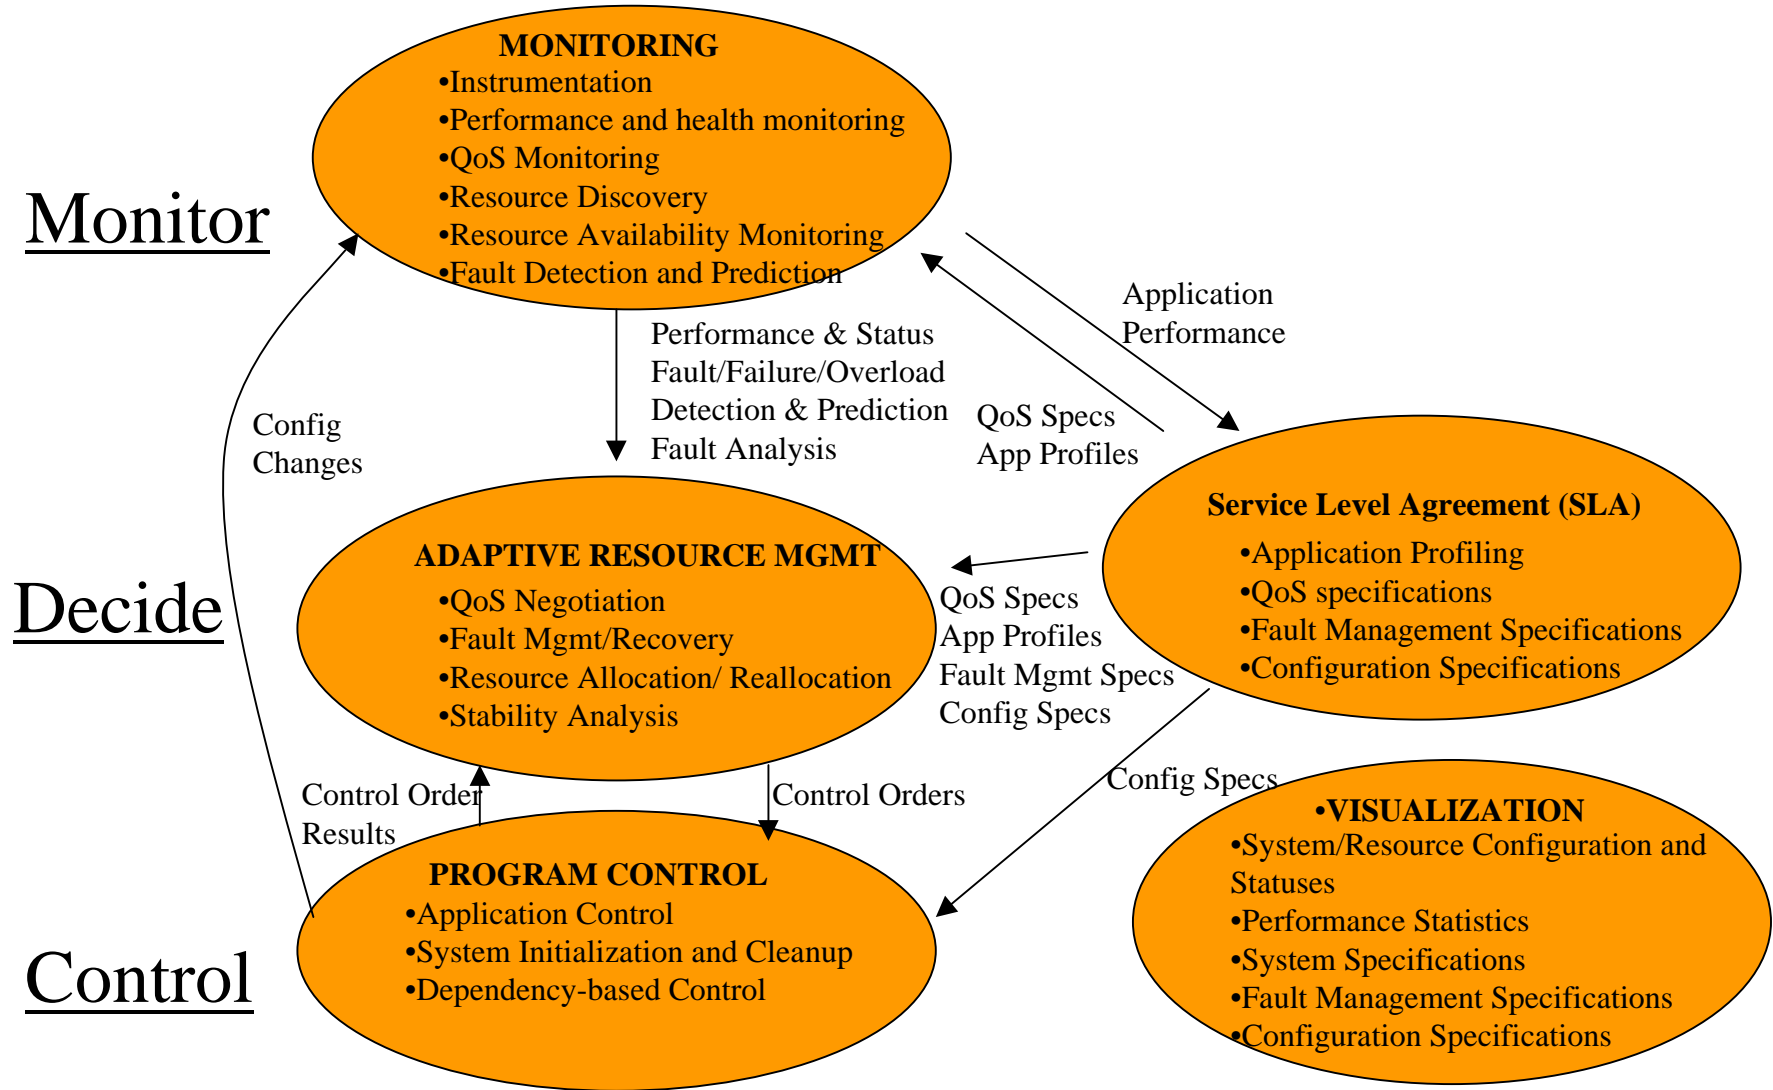 MONITORING
•Instrumentation
•Performance and health monitoring
•QoS Monitoring
•Resource Discovery
•Resource Availability Monitoring
•Fault Detection and Prediction
Monitor
Application
Performance
Performance & Status
Fault/Failure/Overload
Detection & Prediction
Fault Analysis
QoS Specs
App Profiles
Config
Changes
Service Level Agreement (SLA)
•Application Profiling
•QoS specifications
•Fault Management Specifications
•Configuration Specifications
Decide
ADAPTIVE RESOURCE MGMT
•QoS Negotiation
•Fault Mgmt/Recovery
•Resource Allocation/ Reallocation
•Stability Analysis
QoS Specs
App Profiles
Fault Mgmt Specs
Config Specs
Control Order
Results
Control Orders
Config Specs
Control
PROGRAM CONTROL
•Application Control
•System Initialization and Cleanup
•Dependency-based Control
•VISUALIZATION
•System/Resource Configuration and
Statuses
•Performance Statistics
•System Specifications
•Fault Management Specifications
•Configuration Specifications